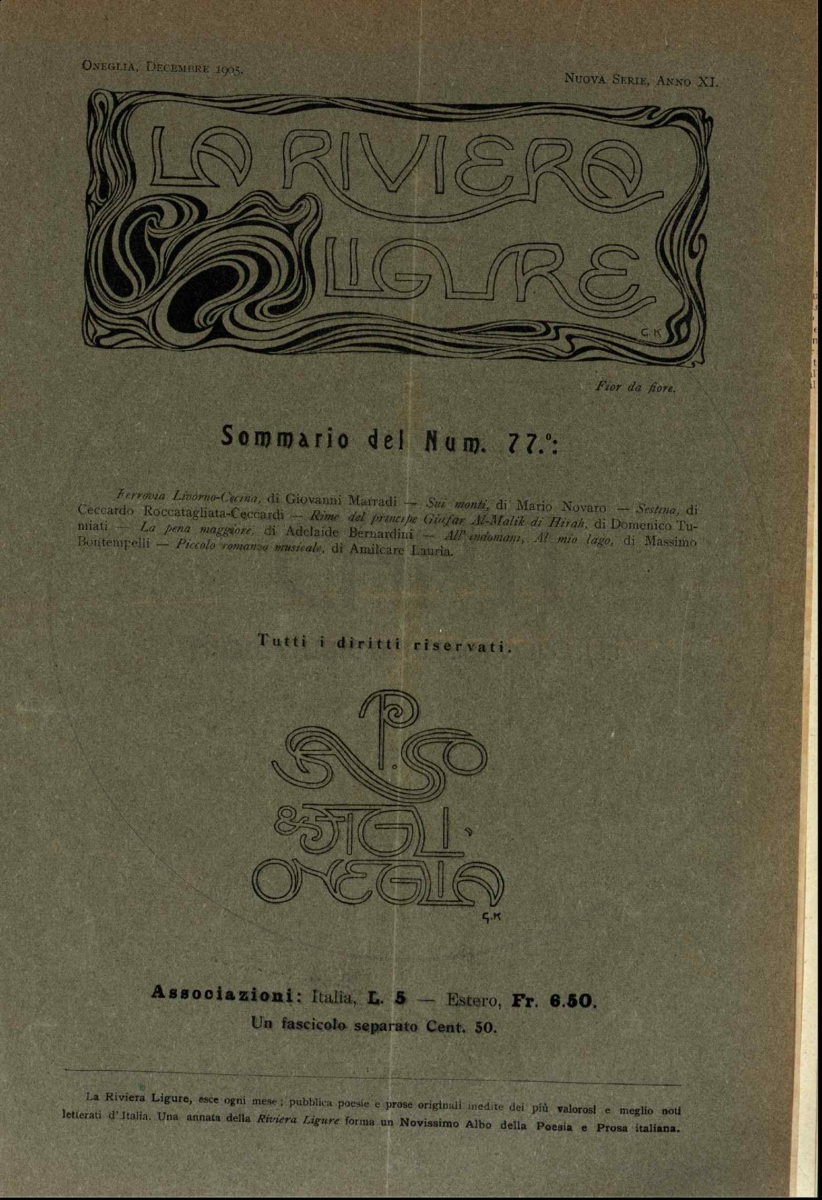 Oneglia, Decembre 1905.
Nuova Serie, Anno XI.
LA RIVIERA
LIGURE
G. K
Fior da fiore.
Sommario del Num. 77.º:
Ferrovia Livorno-Cecina, di Giovanni Marradi — Sui monti, di Mario Novaro — Sestina, di
Ceccardo Roccatagliata-Ceccardi — Rime del principe Giafar Al-Malik di Hirah, di Domenico Tu-
miati — La pena maggiore, di Adelaide Bernardini — All'indomani, Al mio lago, di Massimo
Bontempelli — Piccolo romanzo musicale, di Amilcare Lauria.
Tutti i diritti riservati.
P. SASSO
& FIGLI.
ONEGLIA
G. K
Associazioni: Italia, L. 5 — Estero, Fr. 6.50.
Un fascicolo separato Cent. 50.
La Riviera Ligure, esce ogni mese; pubblica poesie e prose originali inedite dei più valorosi e meglio noti
letterati d'Italia. Una annata della Riviera Ligure forma un Novissimo Albo della Poesia e Prosa italiana.